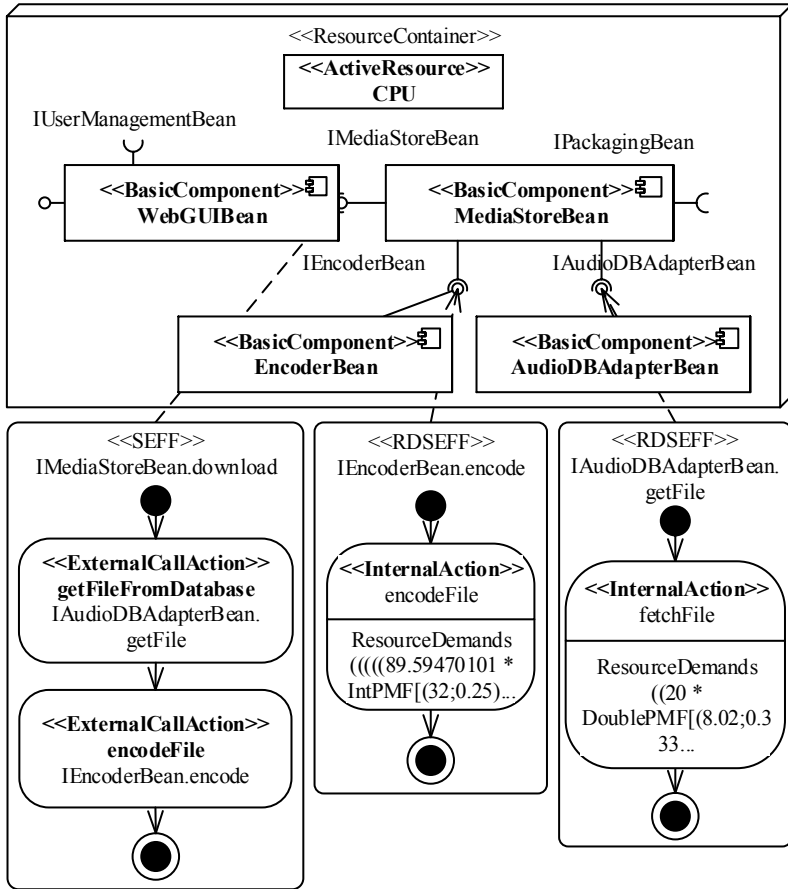 <<ResourceContainer>>
<<ActiveResource>>
CPU
IUserManagementBean
IMediaStoreBean
IPackagingBean
<<BasicComponent>>
WebGUIBean
<<BasicComponent>>
MediaStoreBean
IEncoderBean
IAudioDBAdapterBean
<<BasicComponent>>
EncoderBean
<<BasicComponent>>
AudioDBAdapterBean
<<SEFF>>
IMediaStoreBean.download
<<ExternalCallAction>>
getFileFromDatabase
IAudioDBAdapterBean.
getFile
<<ExternalCallAction>>
encodeFile
IEncoderBean.encode
<<RDSEFF>>
IEncoderBean.encode
<<InternalAction>>
encodeFile
ResourceDemands
(((((89.59470101 *
IntPMF[(32;0.25)...
<<RDSEFF>>
IAudioDBAdapterBean.
getFile
<<InternalAction>>
fetchFile
ResourceDemands
((20 *
DoublePMF[(8.02;0.3
33...